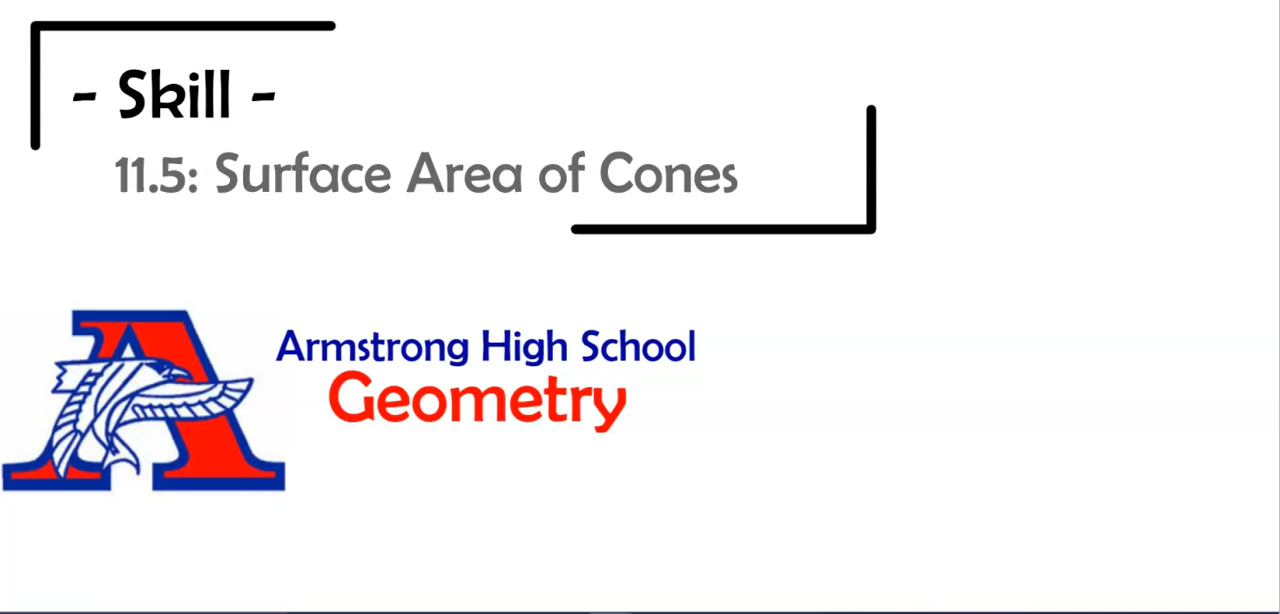 - Skill -
11.5: Surface Area of Cones
Armstrong High School
Geometry